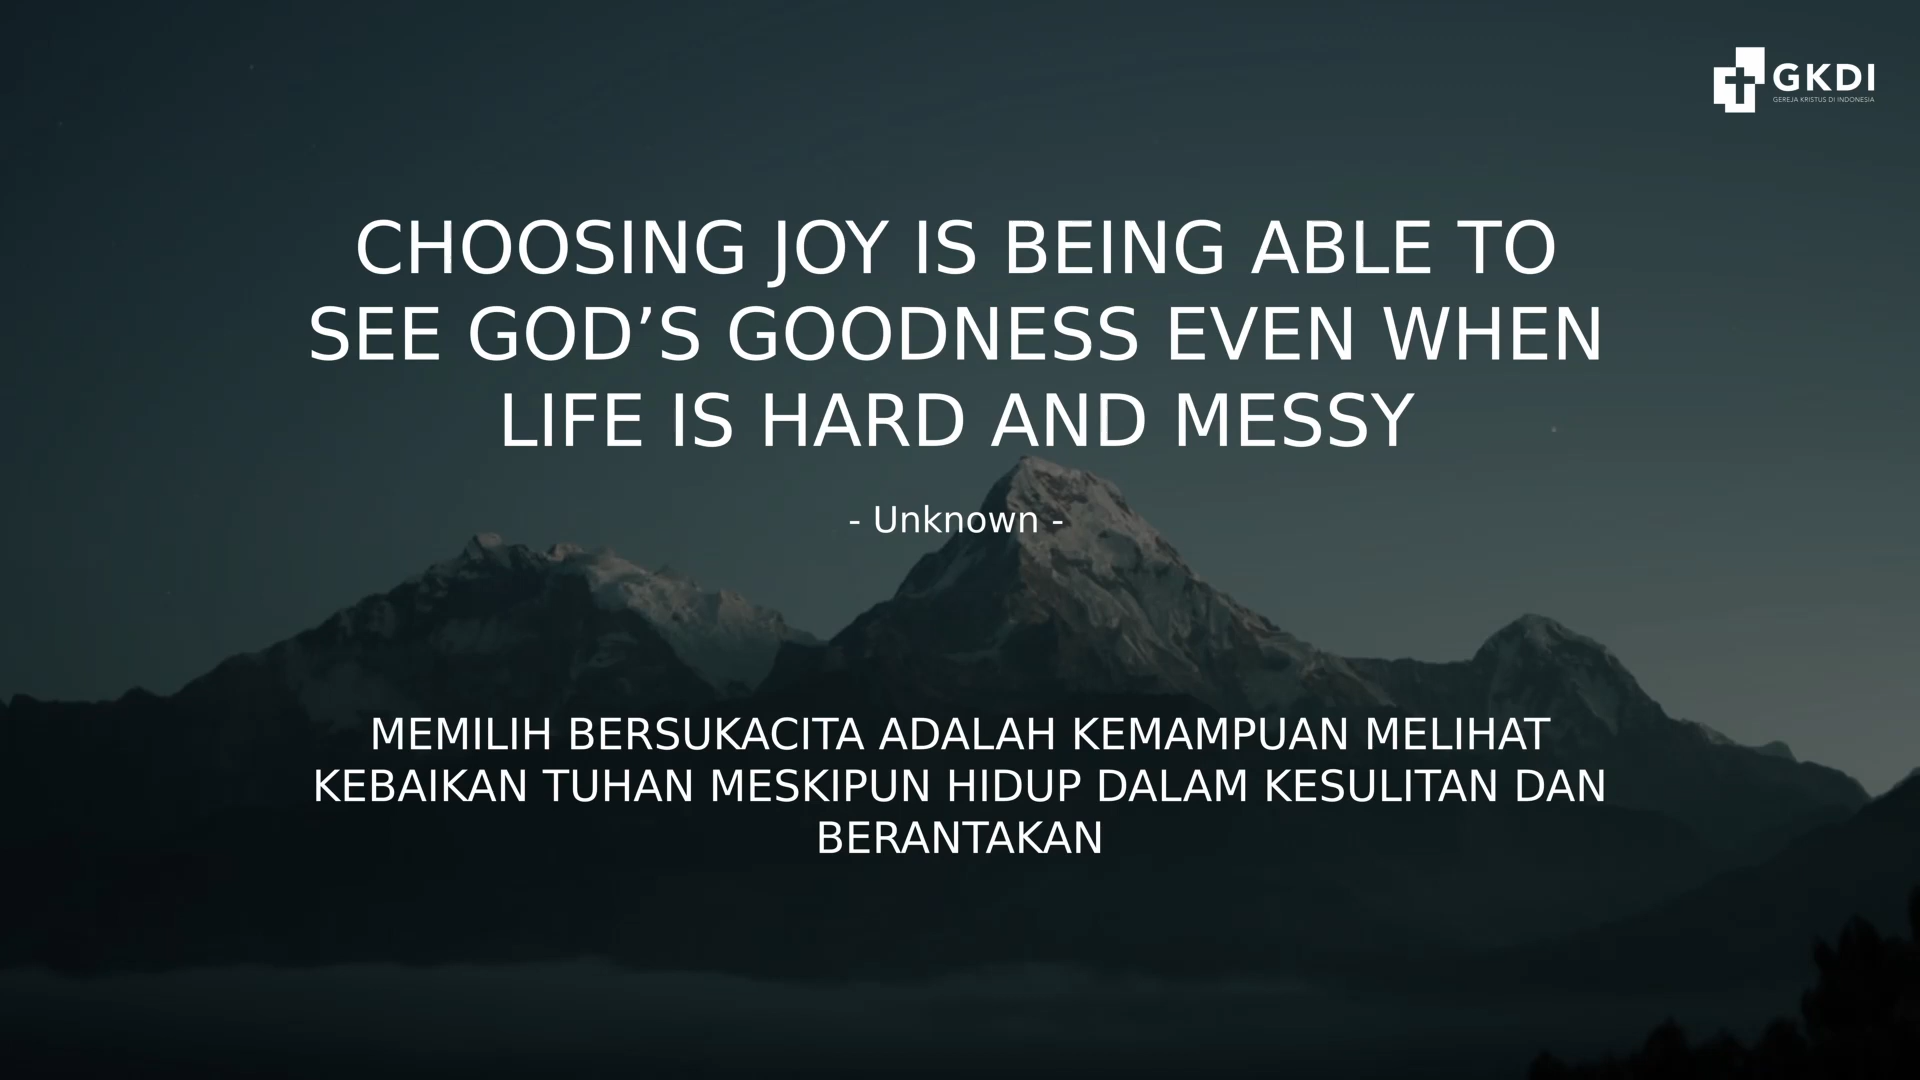 GKDI
GEREJA KRISTUS DI INDONESIA
CHOOSING JOY IS BEING ABLE TO
SEE GOD’S GOODNESS EVEN WHEN
LIFE IS HARD AND MESSY
- Unknown -
MEMILIH BERSUKACITA ADALAH KEMAMPUAN MELIHAT
KEBAIKAN TUHAN MESKIPUN HIDUP DALAM KESULITAN DAN
BERANTAKAN